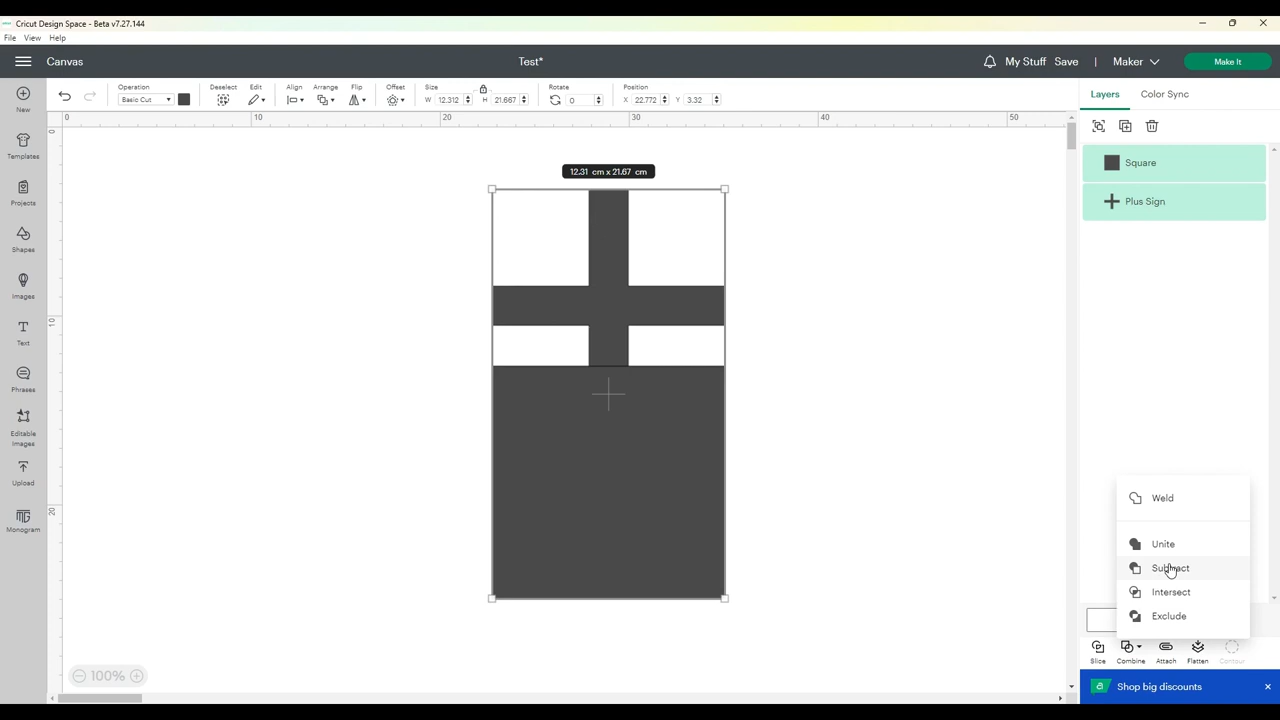 Cricut Design Space - Beta v7.27.144
File View Help
Canvas Test* My Stuff Save | Maker Make It
Operation Deselect Edit Align Arrange Flip Offset Size Rotate Position
Basic Cut W 12.312 H 21.667 0 X 22.772 Y 3.32
Layers Color Sync
0 10 20 30 40 50
0
10
20
New
Templates
Projects
Shapes
Images
Text
Phrases
Editable
Images
Upload
Monogram
12.31 cm x 21.67 cm
100%
Square
Plus Sign
Weld
Unite
Subtract
Intersect
Exclude
Slice Combine Attach Flatten Contour
a Shop big discounts